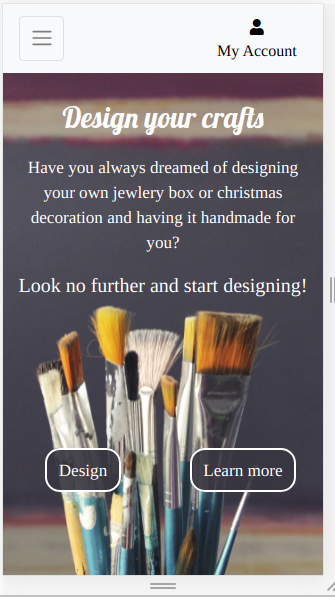 My Account
Design your crafts
Have you always dreamed of designing
your own jewlery box or christmas
decoration and having it handmade for
you?
Look no further and start designing!
Design
Learn more